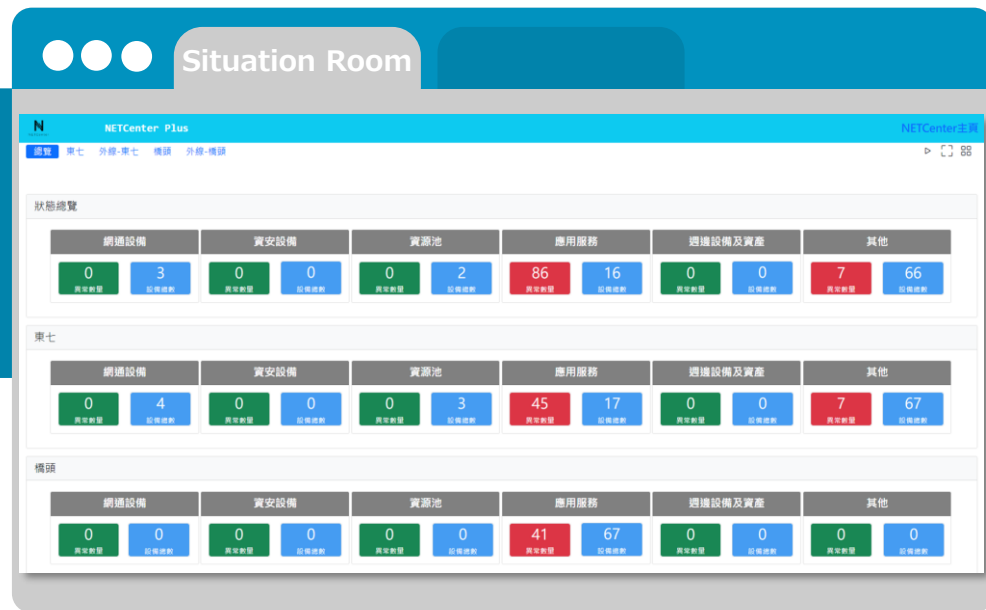 Situation Room
N
NETCenter Plus
NETCenter主頁
總覽 東七 外線-東七 橋頭 外線-橋頭
狀態總覽
網通設備 資安設備 資源池 應用服務 週邊設備及資產 其他
0 3 0 0 0 2 86 16 0 0 7 66
異常數量 設備總數 異常數量 設備總數 異常數量 設備總數 異常數量 設備總數 異常數量 設備總數 異常數量 設備總數
東七
網通設備 資安設備 資源池 應用服務 週邊設備及資產 其他
0 4 0 0 0 3 45 17 0 0 7 67
異常數量 設備總數 異常數量 設備總數 異常數量 設備總數 異常數量 設備總數 異常數量 設備總數 異常數量 設備總數
橋頭
網通設備 資安設備 資源池 應用服務 週邊設備及資產 其他
0 0 0 0 0 0 41 67 0 0 0 0
異常數量 設備總數 異常數量 設備總數 異常數量 設備總數 異常數量 設備總數 異常數量 設備總數 異常數量 設備總數